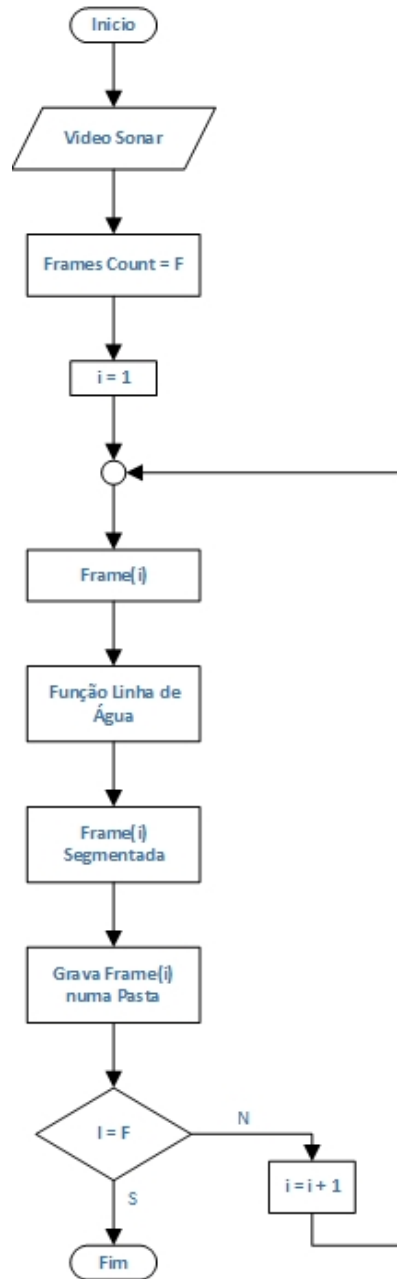 Inicio
Video Sonar
Frames Count = F
i = 1
Frame(i)
Função Linha de
Água
Frame(i)
Segmentada
Grava Frame(i)
numa Pasta
I = F
N
i = i + 1
S
Fim